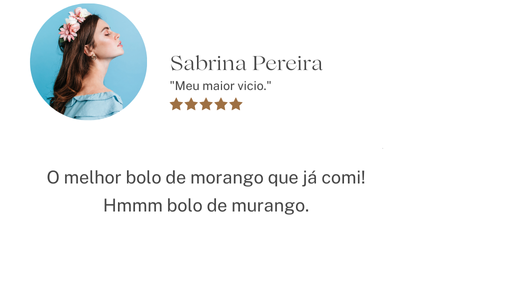 Sabrina Pereira
"Meu maior vicio."
O melhor bolo de morango que já comi!
Hmmm bolo de murango.